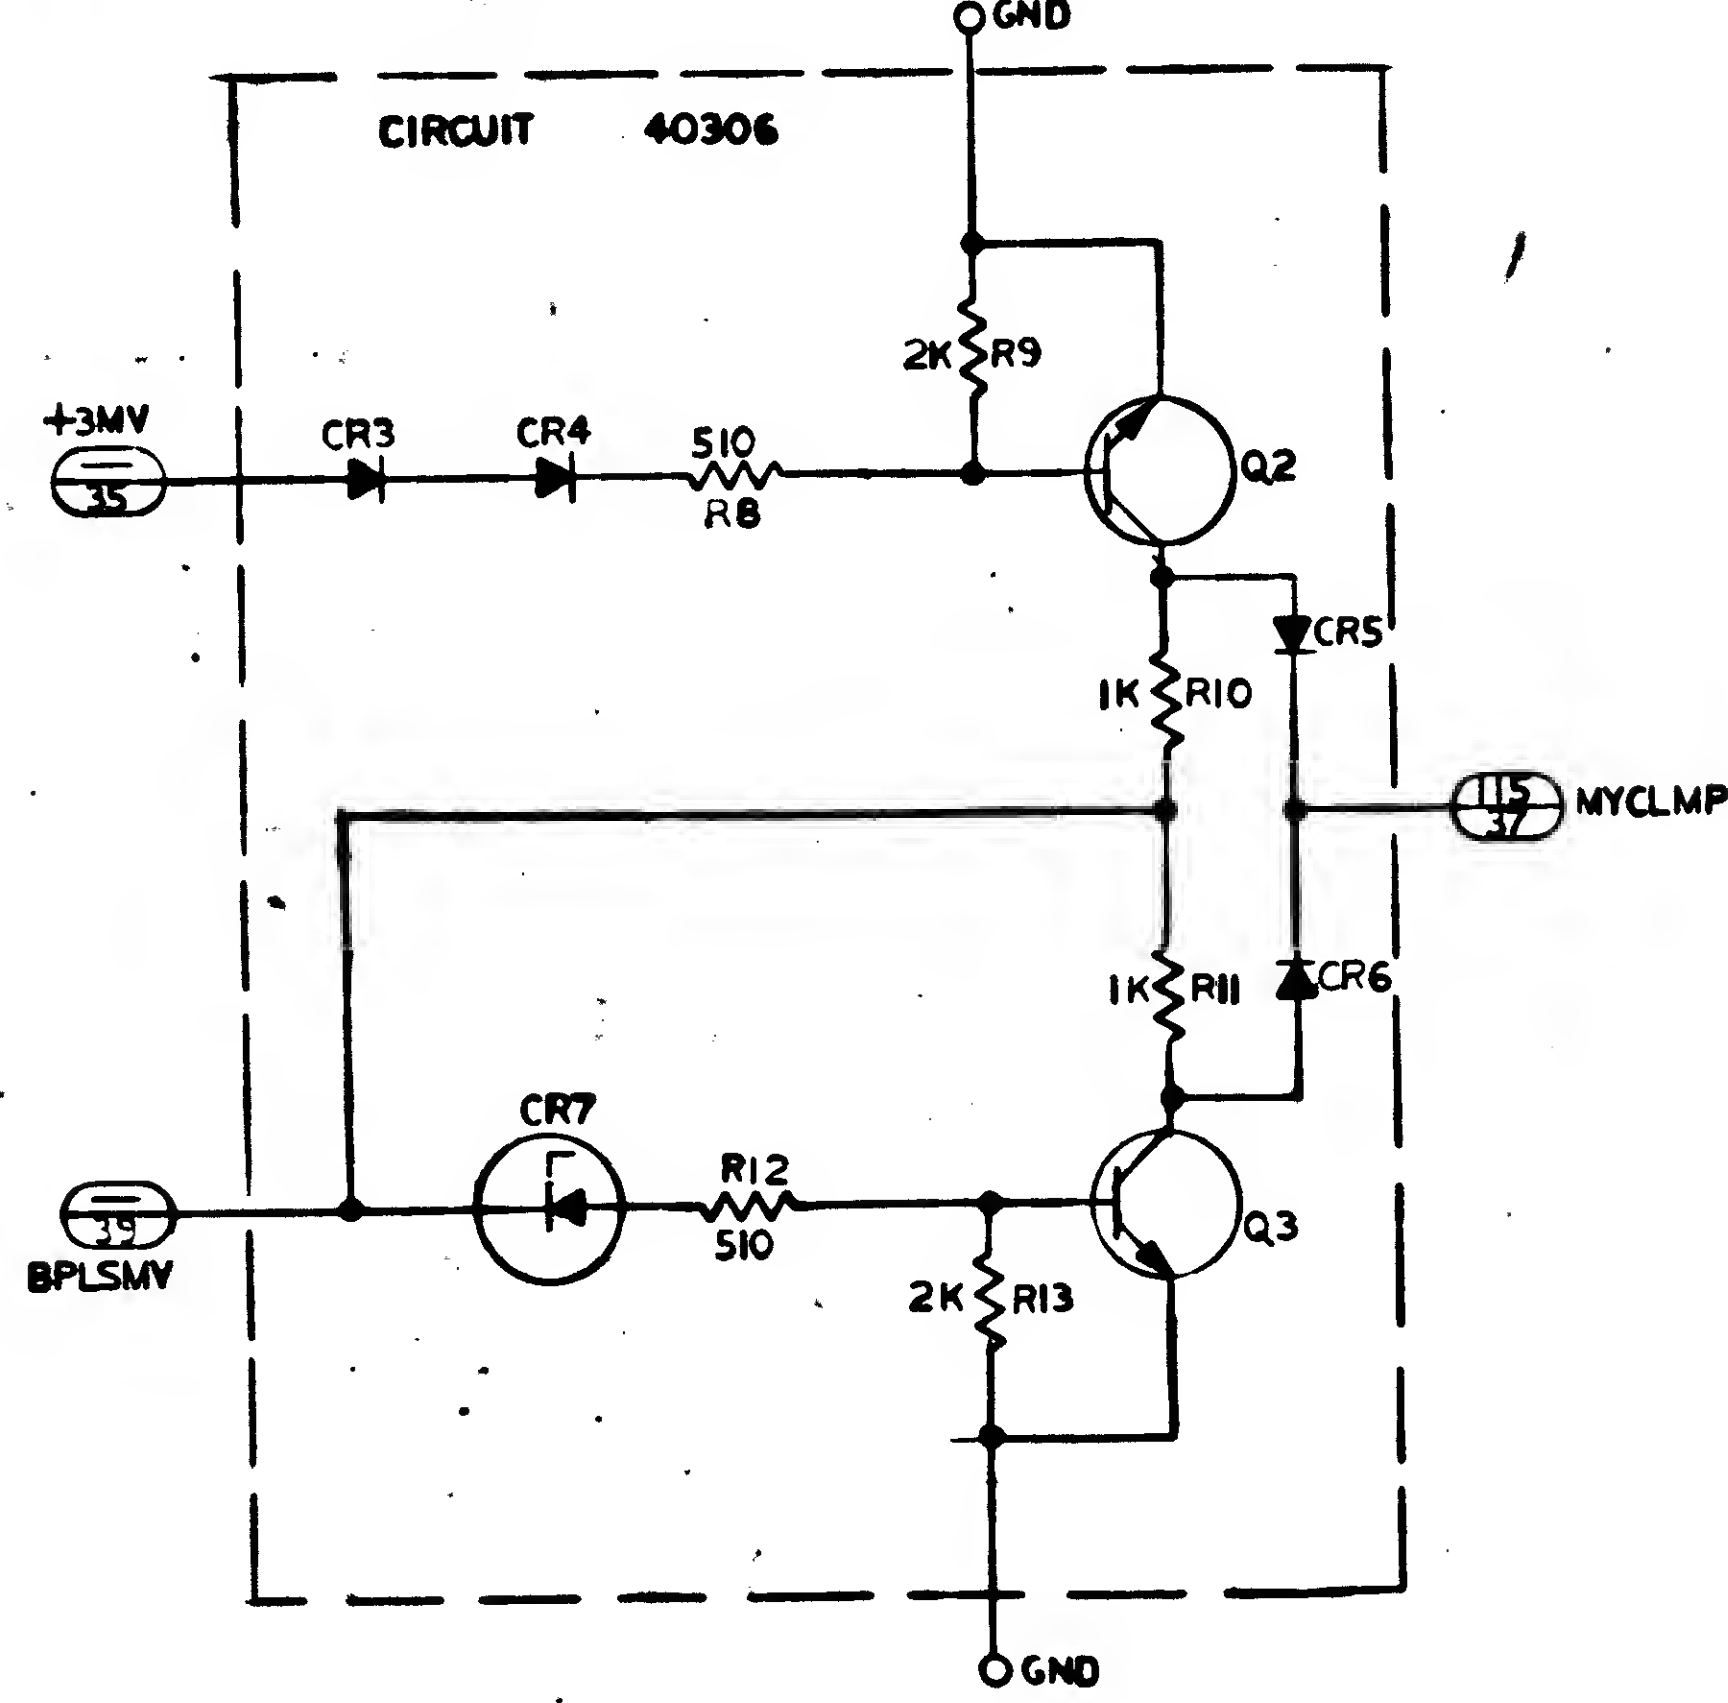 GND
CIRCUIT 40306
2K R9
+3MV
CR3
CR4
510
35
R8
Q2
CR5
1K R10
115
37
MYCLMP
1K R11
CR6
CR7
R12
39
510
Q3
BPLSMV
2K R13
GND